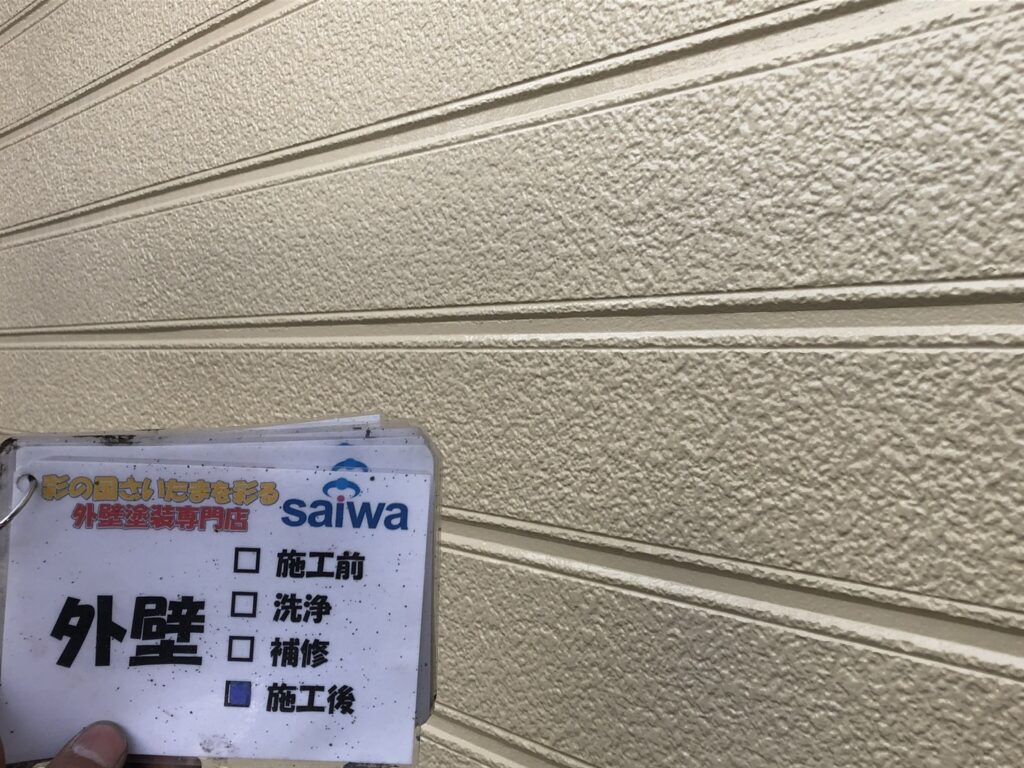 彩の国さいたまを彩る
外壁塗装専門店
saiwa
外壁
□ 施工前
□ 洗浄
□ 補修
■ 施工後